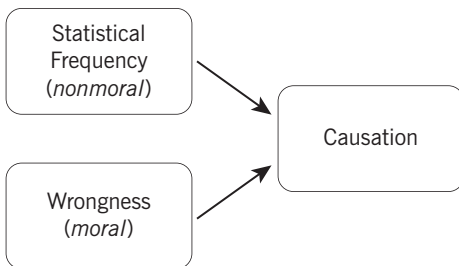 Statistical
Frequency
(nonmoral)
Causation
Wrongness
(moral)